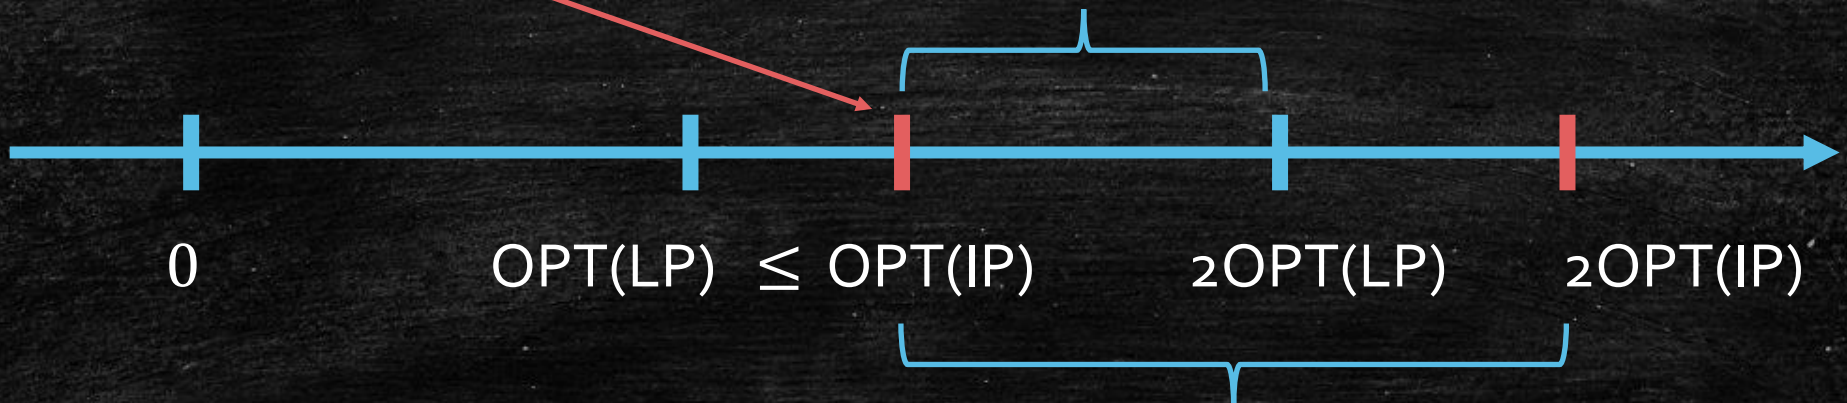 0 OPT(LP) ≤ OPT(IP) 2OPT(LP) 2OPT(IP)